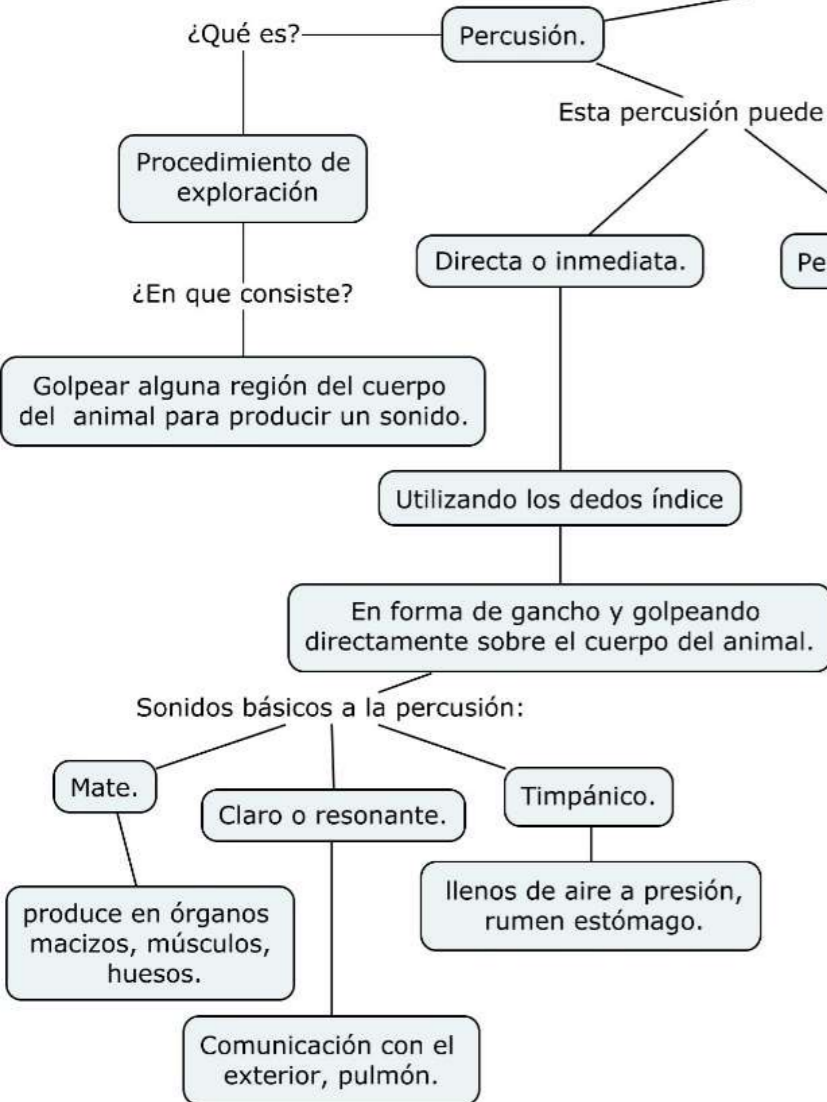 ¿Qué es?
Percusión.
Esta percusión puede
Procedimiento de
exploración
Directa o inmediata.
Pe
¿En que consiste?
Golpear alguna región del cuerpo
del animal para producir un sonido.
Utilizando los dedos índice
En forma de gancho y golpeando
directamente sobre el cuerpo del animal.
Sonidos básicos a la percusión:
Mate.
Claro o resonante.
Timpánico.
produce en órganos
macizos, músculos,
huesos.
llenos de aire a presión,
rumen estómago.
Comunicación con el
exterior, pulmón.